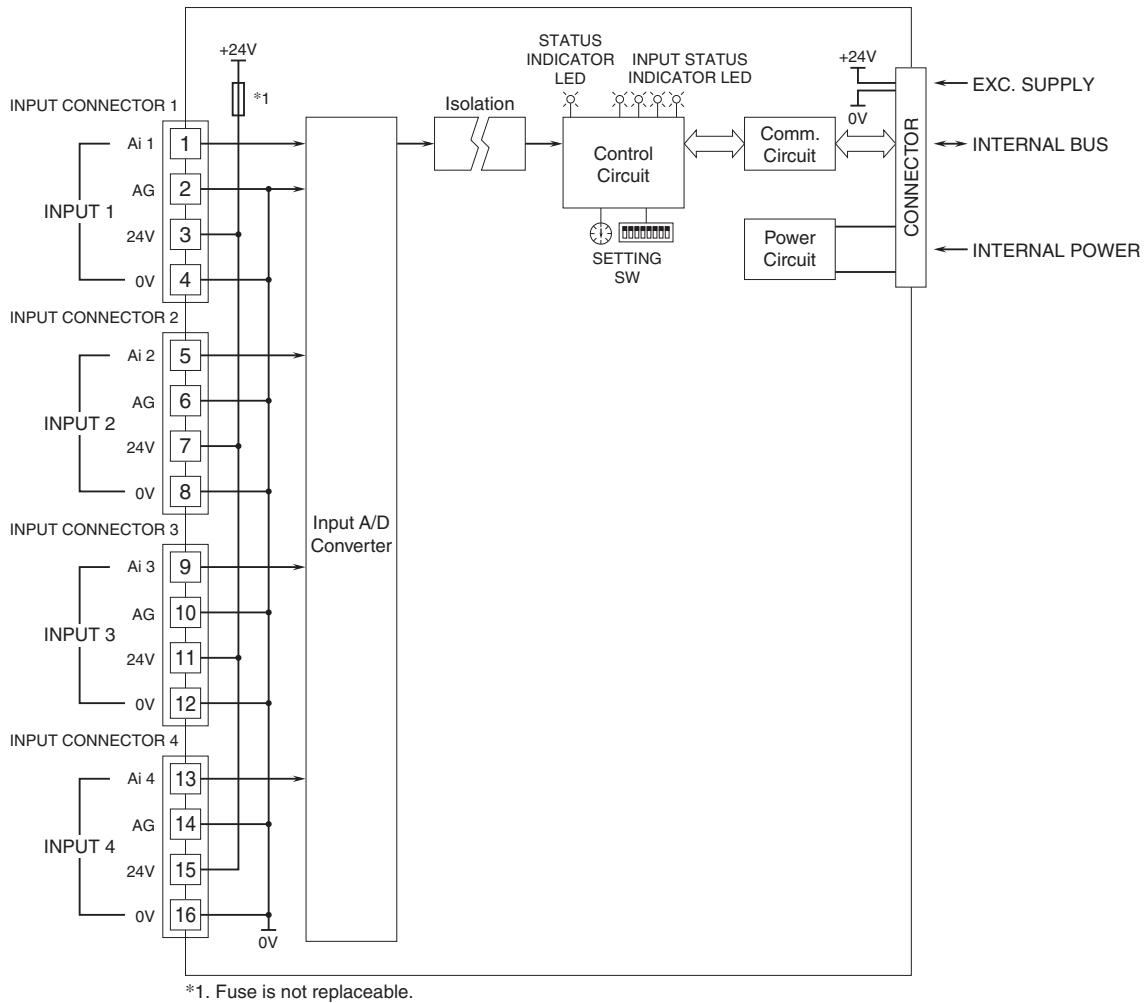 +24V
*1
STATUS
INDICATOR
LED
INPUT STATUS
INDICATOR LED
+24V
0V
EXC. SUPPLY
INTERNAL BUS
INTERNAL POWER
CONNECTOR
Isolation
Control
Circuit
Comm.
Circuit
Power
Circuit
SETTING
SW
INPUT CONNECTOR 1
Ai 1 1
AG 2
INPUT 1
24V 3
0V 4
INPUT CONNECTOR 2
Ai 2 5
AG 6
INPUT 2
24V 7
0V 8
INPUT CONNECTOR 3
Ai 3 9
AG 10
INPUT 3
24V 11
0V 12
INPUT CONNECTOR 4
Ai 4 13
AG 14
INPUT 4
24V 15
0V 16
0V
Input A/D
Converter
*1. Fuse is not replaceable.